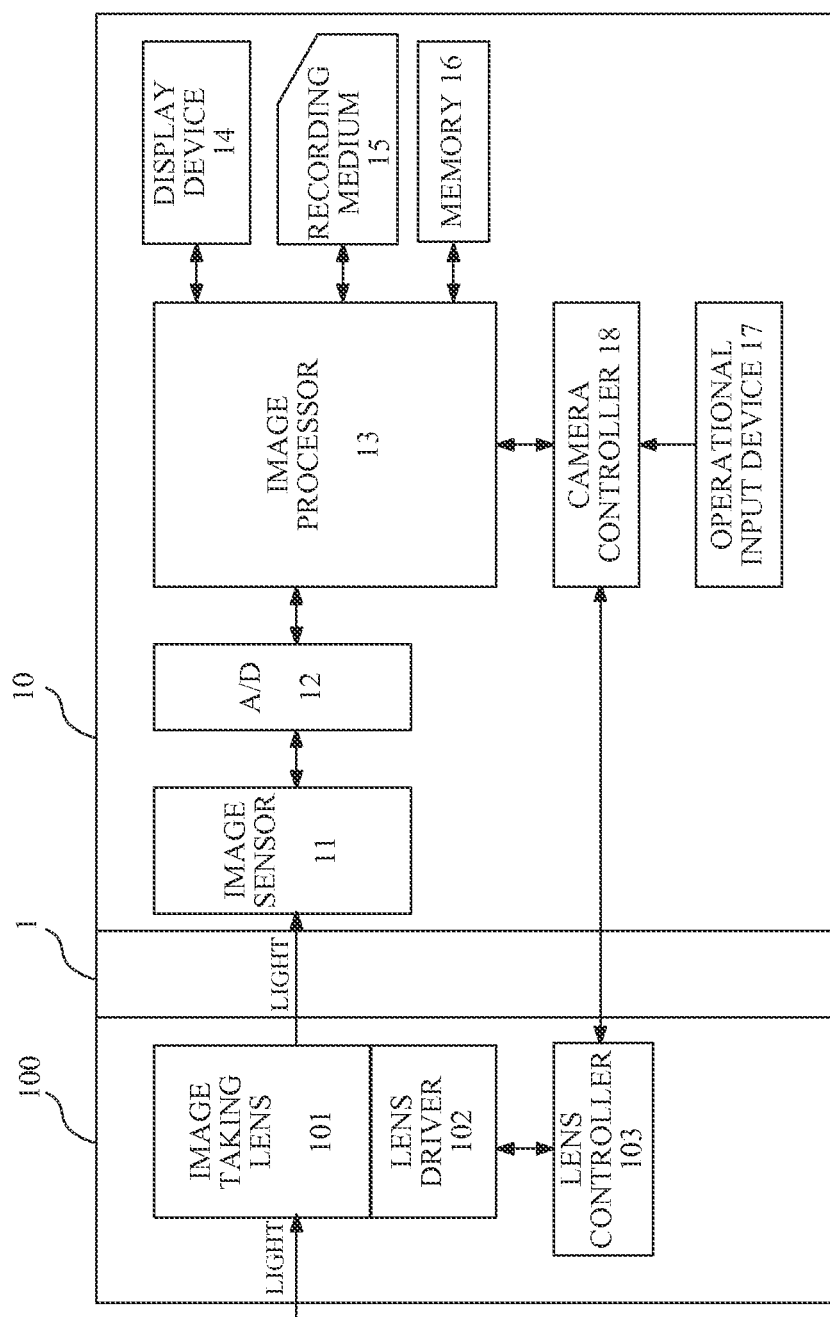 100
1
10
LIGHT
IMAGE
TAKING
LENS
101
LENS
DRIVER
102
LENS
CONTROLLER
103
LIGHT
IMAGE
SENSOR
11
A/D
12
IMAGE
PROCESSOR
13
DISPLAY
DEVICE
14
RECORDING
MEDIUM
15
MEMORY 16
CAMERA
CONTROLLER 18
OPERATIONAL
INPUT DEVICE 17